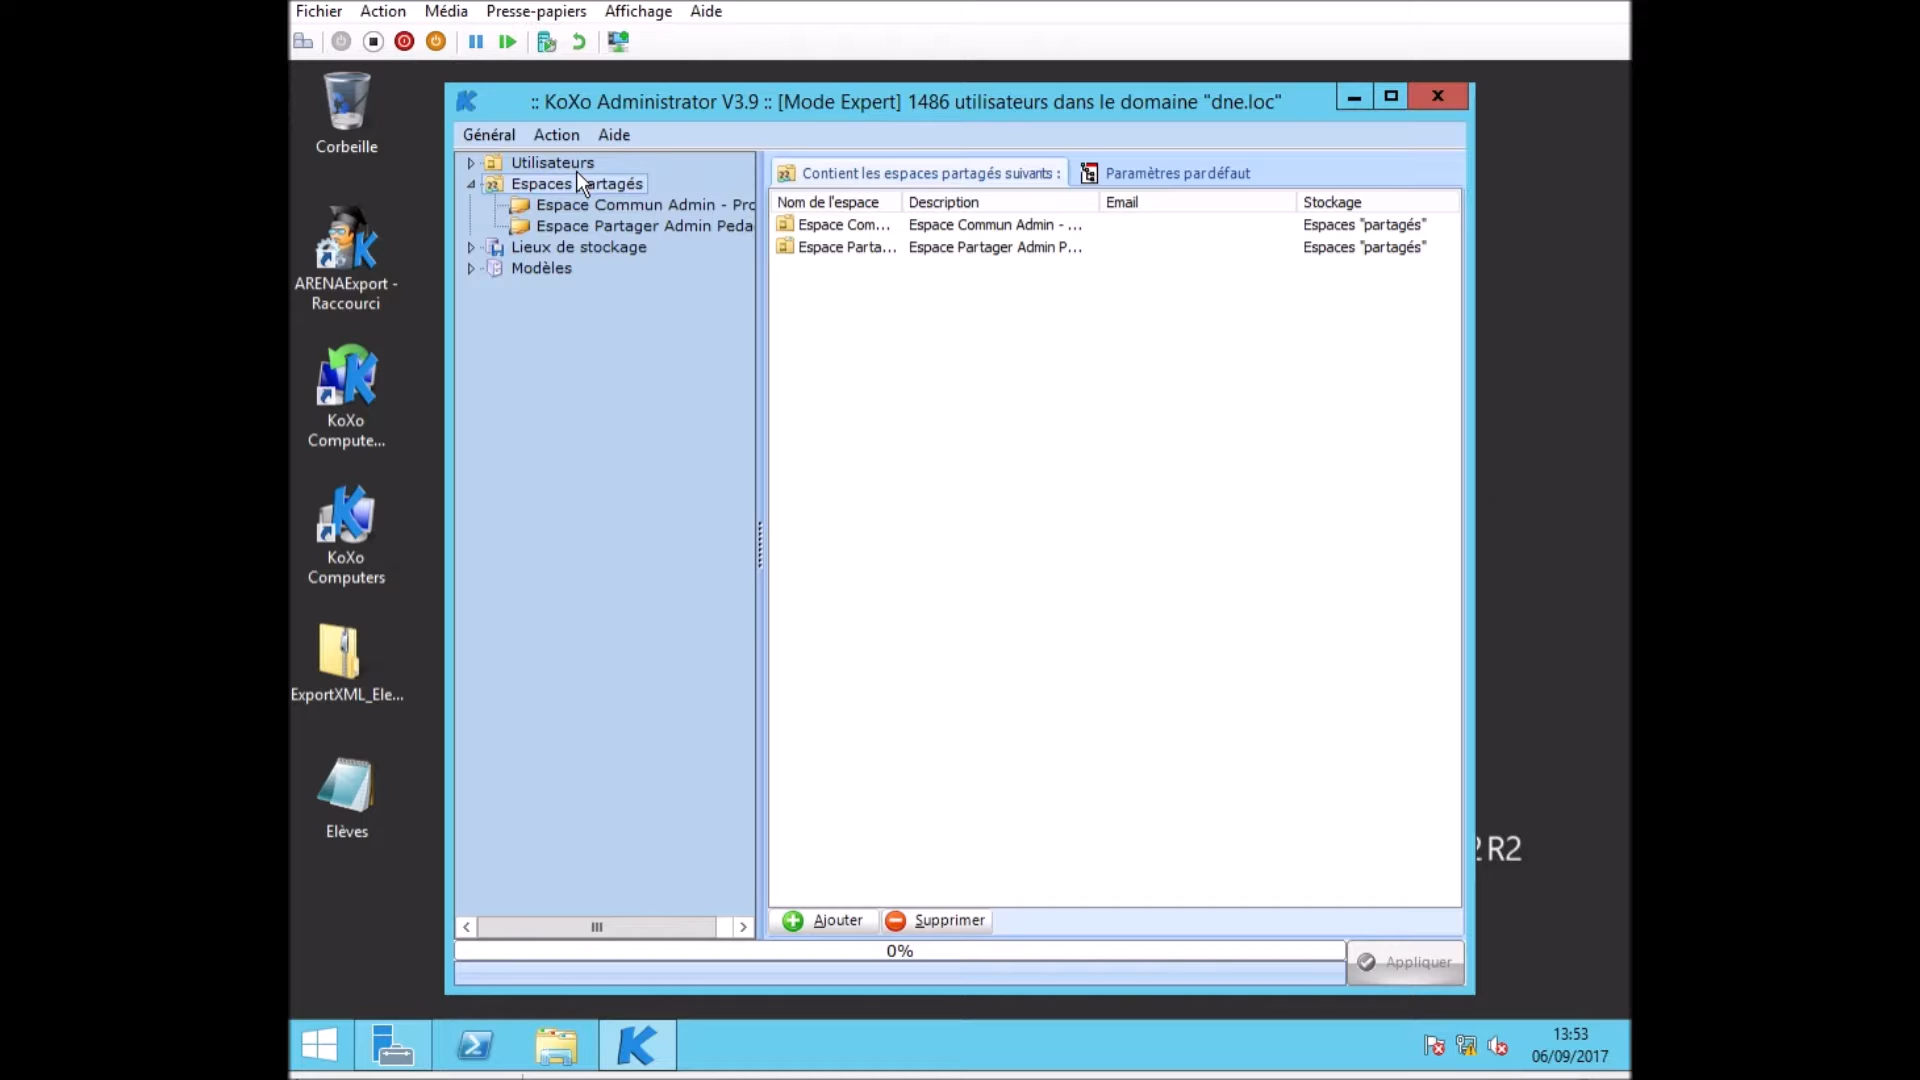 Fichier Action Média Presse-papiers Affichage Aide
Corbeille
ARENAExport - Raccourci
KoXo Compute...
KoXo Computers
ExportXML_Ele...
Elèves
:: KoXo Administrator V3.9 :: [Mode Expert] 1486 utilisateurs dans le domaine "dne.loc"
Général Action Aide
Utilisateurs
Espaces Partagés
Espace Commun Admin - Pro
Espace Partager Admin Peda
Lieux de stockage
Modèles
Contient les espaces partagés suivants : Paramètres par défaut
Nom de l'espace Description Email Stockage
Espace Com... Espace Commun Admin - ... Espaces "partagés"
Espace Parta... Espace Partager Admin P... Espaces "partagés"
Ajouter Supprimer
0%
Appliquer
2 R2
13:53
06/09/2017